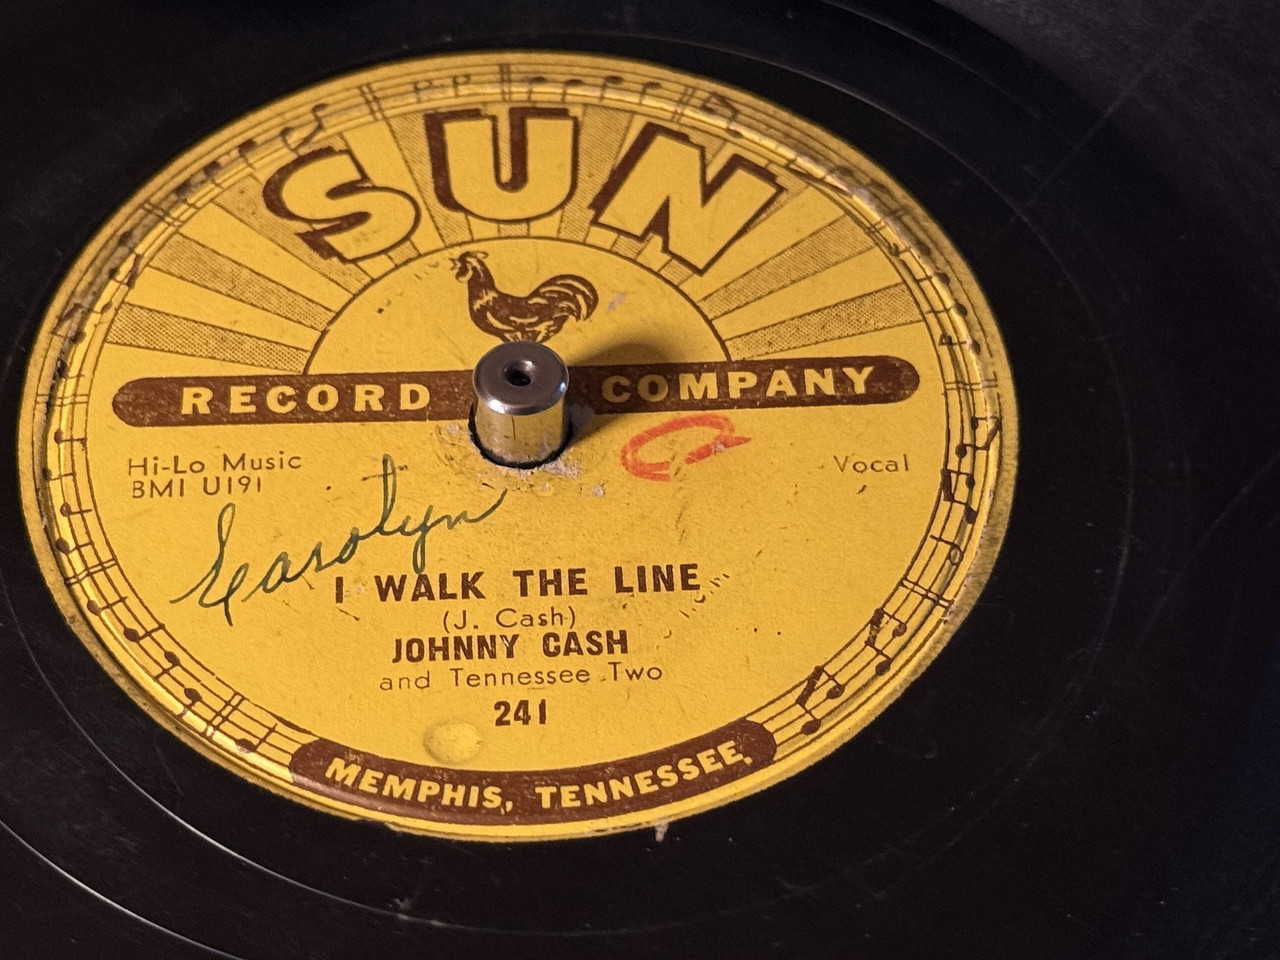 SUN
RECORD COMPANY
Hi-Lo Music
BMI U191
Vocal
Carolyn
I WALK THE LINE
(J. Cash)
JOHNNY CASH
and Tennessee Two
241
MEMPHIS, TENNESSEE,